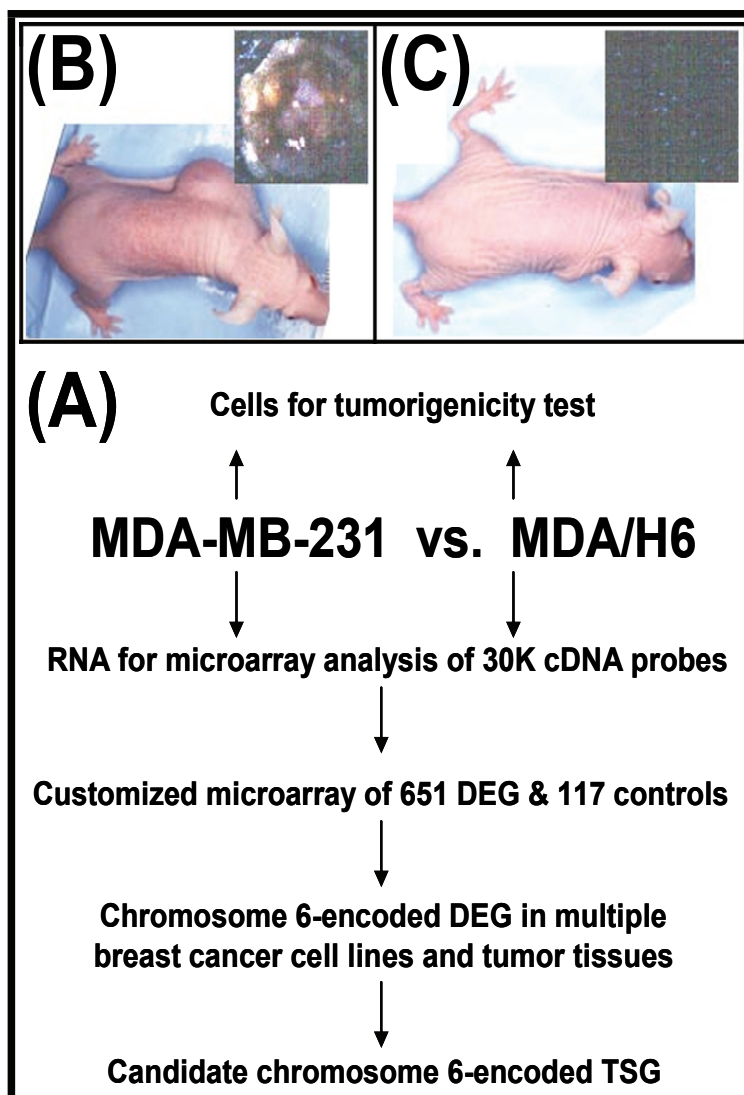 (B)
(C)
(A)
Cells for tumorigenicity test
MDA-MB-231 vs. MDA/H6
RNA for microarray analysis of 30K cDNA probes
Customized microarray of 651 DEG & 117 controls
Chromosome 6-encoded DEG in multiple
breast cancer cell lines and tumor tissues
Candidate chromosome 6-encoded TSG